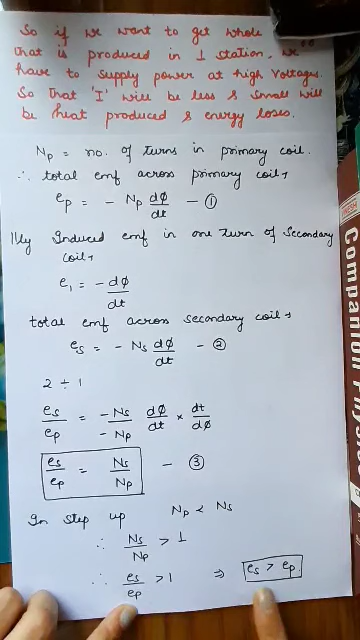 So if we want to get whole
that is produced in 1 station, we
have to supply power at high voltages.
So that 'I' will be less & small will
be heat produced & energy loses.
Np = no. of turns in primary coil.
∴ total emf across primary coil→
ep = - Np dφ/dt - ①
||ly Induced emf in one turn of Secondary
coil→
e1 = - dφ/dt
total emf across secondary coil→
es = - Ns dφ/dt - ②
2 ÷ 1
es/ep = -Ns/-Np dφ/dt × dt/dφ
es/ep = Ns/Np - ③
In step up Np < Ns
∴ Ns/Np > 1
∴ es/ep > 1 ⇒ es > ep
Companion